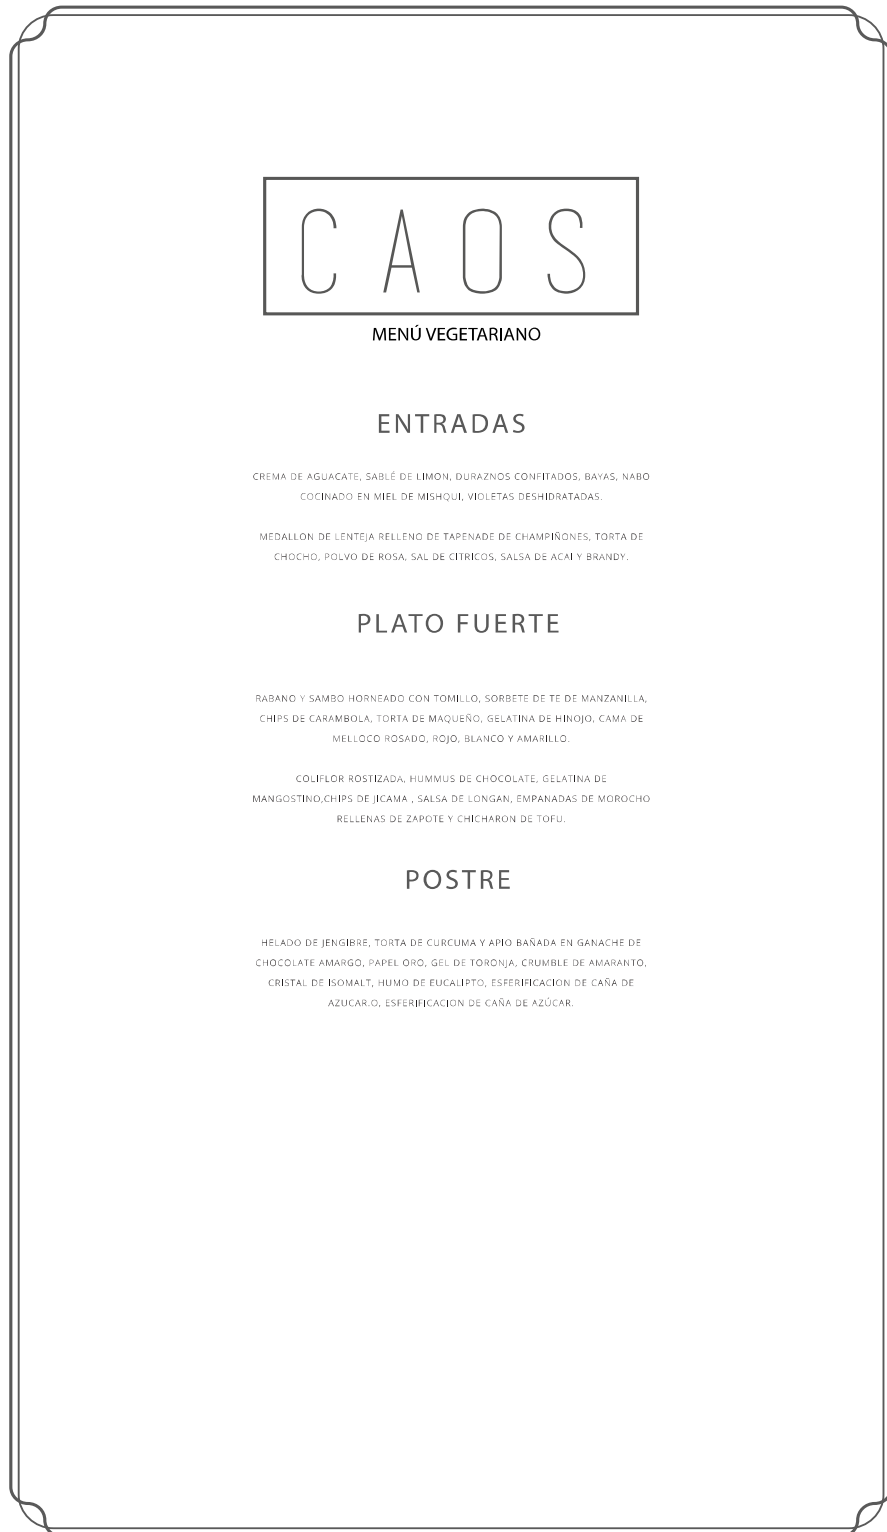 CAOS
MENÚ VEGETARIANO
ENTRADAS
CREMA DE AGUACATE, SABLÉ DE LIMON, DURAZNOS CONFITADOS, BAYAS, NABO
COCINADO EN MIEL DE MISHQUI, VIOLETAS DESHIDRATADAS.
MEDALLON DE LENTEJA RELLENO DE TAPENADE DE CHAMPIÑONES, TORTA DE
CHOCHO, POLVO DE ROSA, SAL DE CITRICOS, SALSA DE ACAI Y BRANDY.
PLATO FUERTE
RABANO Y SAMBO HORNEADO CON TOMILLO, SORBETE DE TE DE MANZANILLA,
CHIPS DE CARAMBOLA, TORTA DE MAQUEÑO, GELATINA DE HINOJO, CAMA DE
MELLOCO ROSADO, ROJO, BLANCO Y AMARILLO.
COLIFLOR ROSTIZADA, HUMMUS DE CHOCOLATE, GELATINA DE
MANGOSTINO,CHIPS DE JICAMA , SALSA DE LONGAN, EMPANADAS DE MOROCHO
RELLENAS DE ZAPOTE Y CHICHARON DE TOFU.
POSTRE
HELADO DE JENGIBRE, TORTA DE CURCUMA Y APIO BAÑADA EN GANACHE DE
CHOCOLATE AMARGO, PAPEL ORO, GEL DE TORONJA, CRUMBLE DE AMARANTO,
CRISTAL DE ISOMALT, HUMO DE EUCALIPTO, ESFERIFICACION DE CAÑA DE
AZUCAR.O, ESFERIFICACION DE CAÑA DE AZÚCAR.